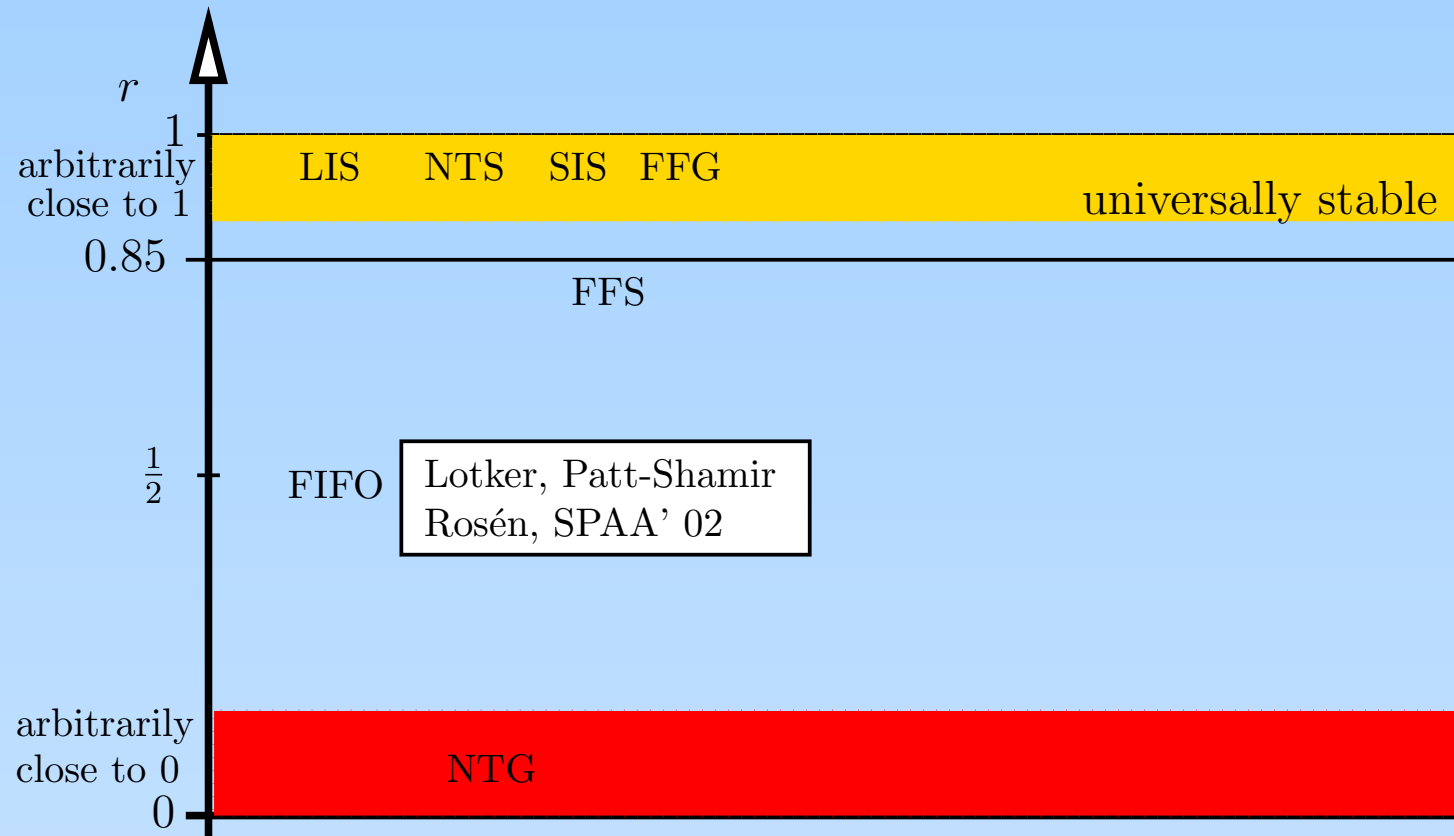 r
1
arbitrarily
close to 1
LIS NTS SIS FFG
universally stable
0.85
FFS
1
2
FIFO
Lotker, Patt-Shamir
Rosén, SPAA' 02
arbitrarily
close to 0
NTG
0